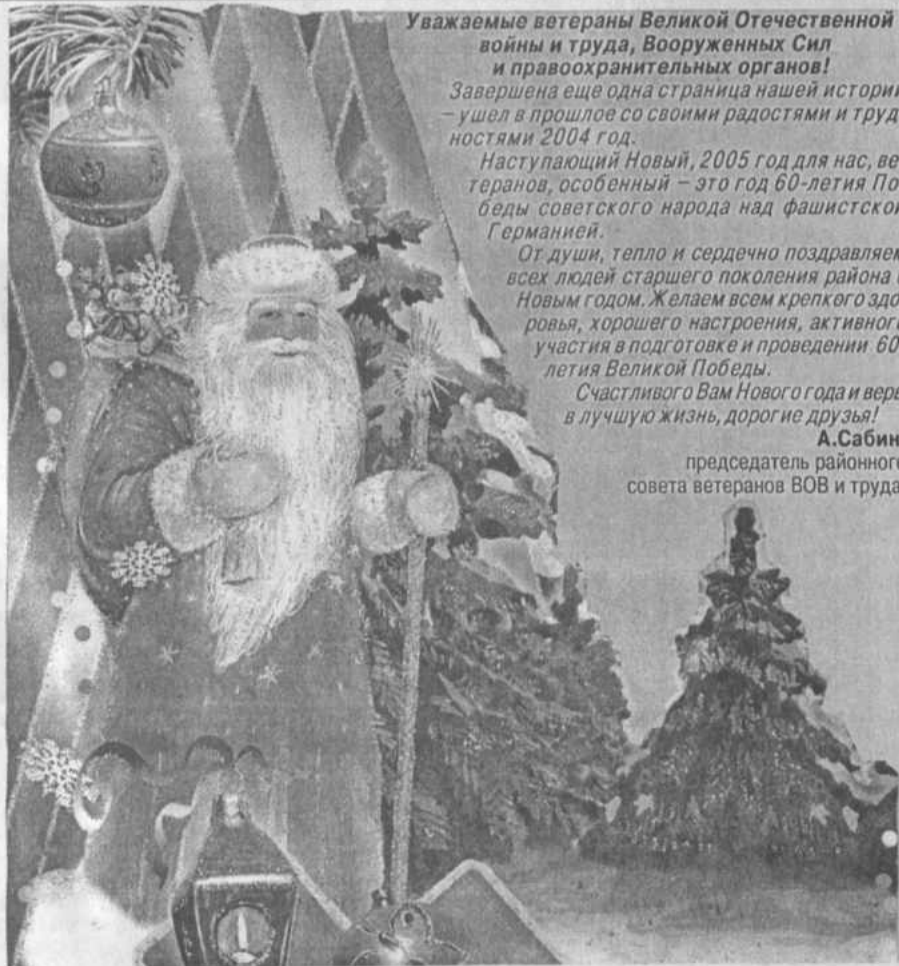 Уважаемые ветераны Великой Отечественной
войны и труда, Вооруженных Сил
и правоохранительных органов!
Завершена еще одна страница нашей истории
– ушел в прошлое со своими радостями и труд
ностями 2004 год.
Наступающий Новый, 2005 год для нас, ве
теранов, особенный – это год 60-летия По
беды советского народа над фашистской
Германией.
От души, тепло и сердечно поздравляем
всех людей старшего поколения района
Новым годом. Желаем всем крепкого здо
ровья, хорошего настроения, активного
участия в подготовке и проведении 60
летия Великой Победы.
Счастливого Вам Нового года и веры
в лучшую жизнь, дорогие друзья!
А.Сабин
председатель районного
совета ветеранов ВОВ и труда